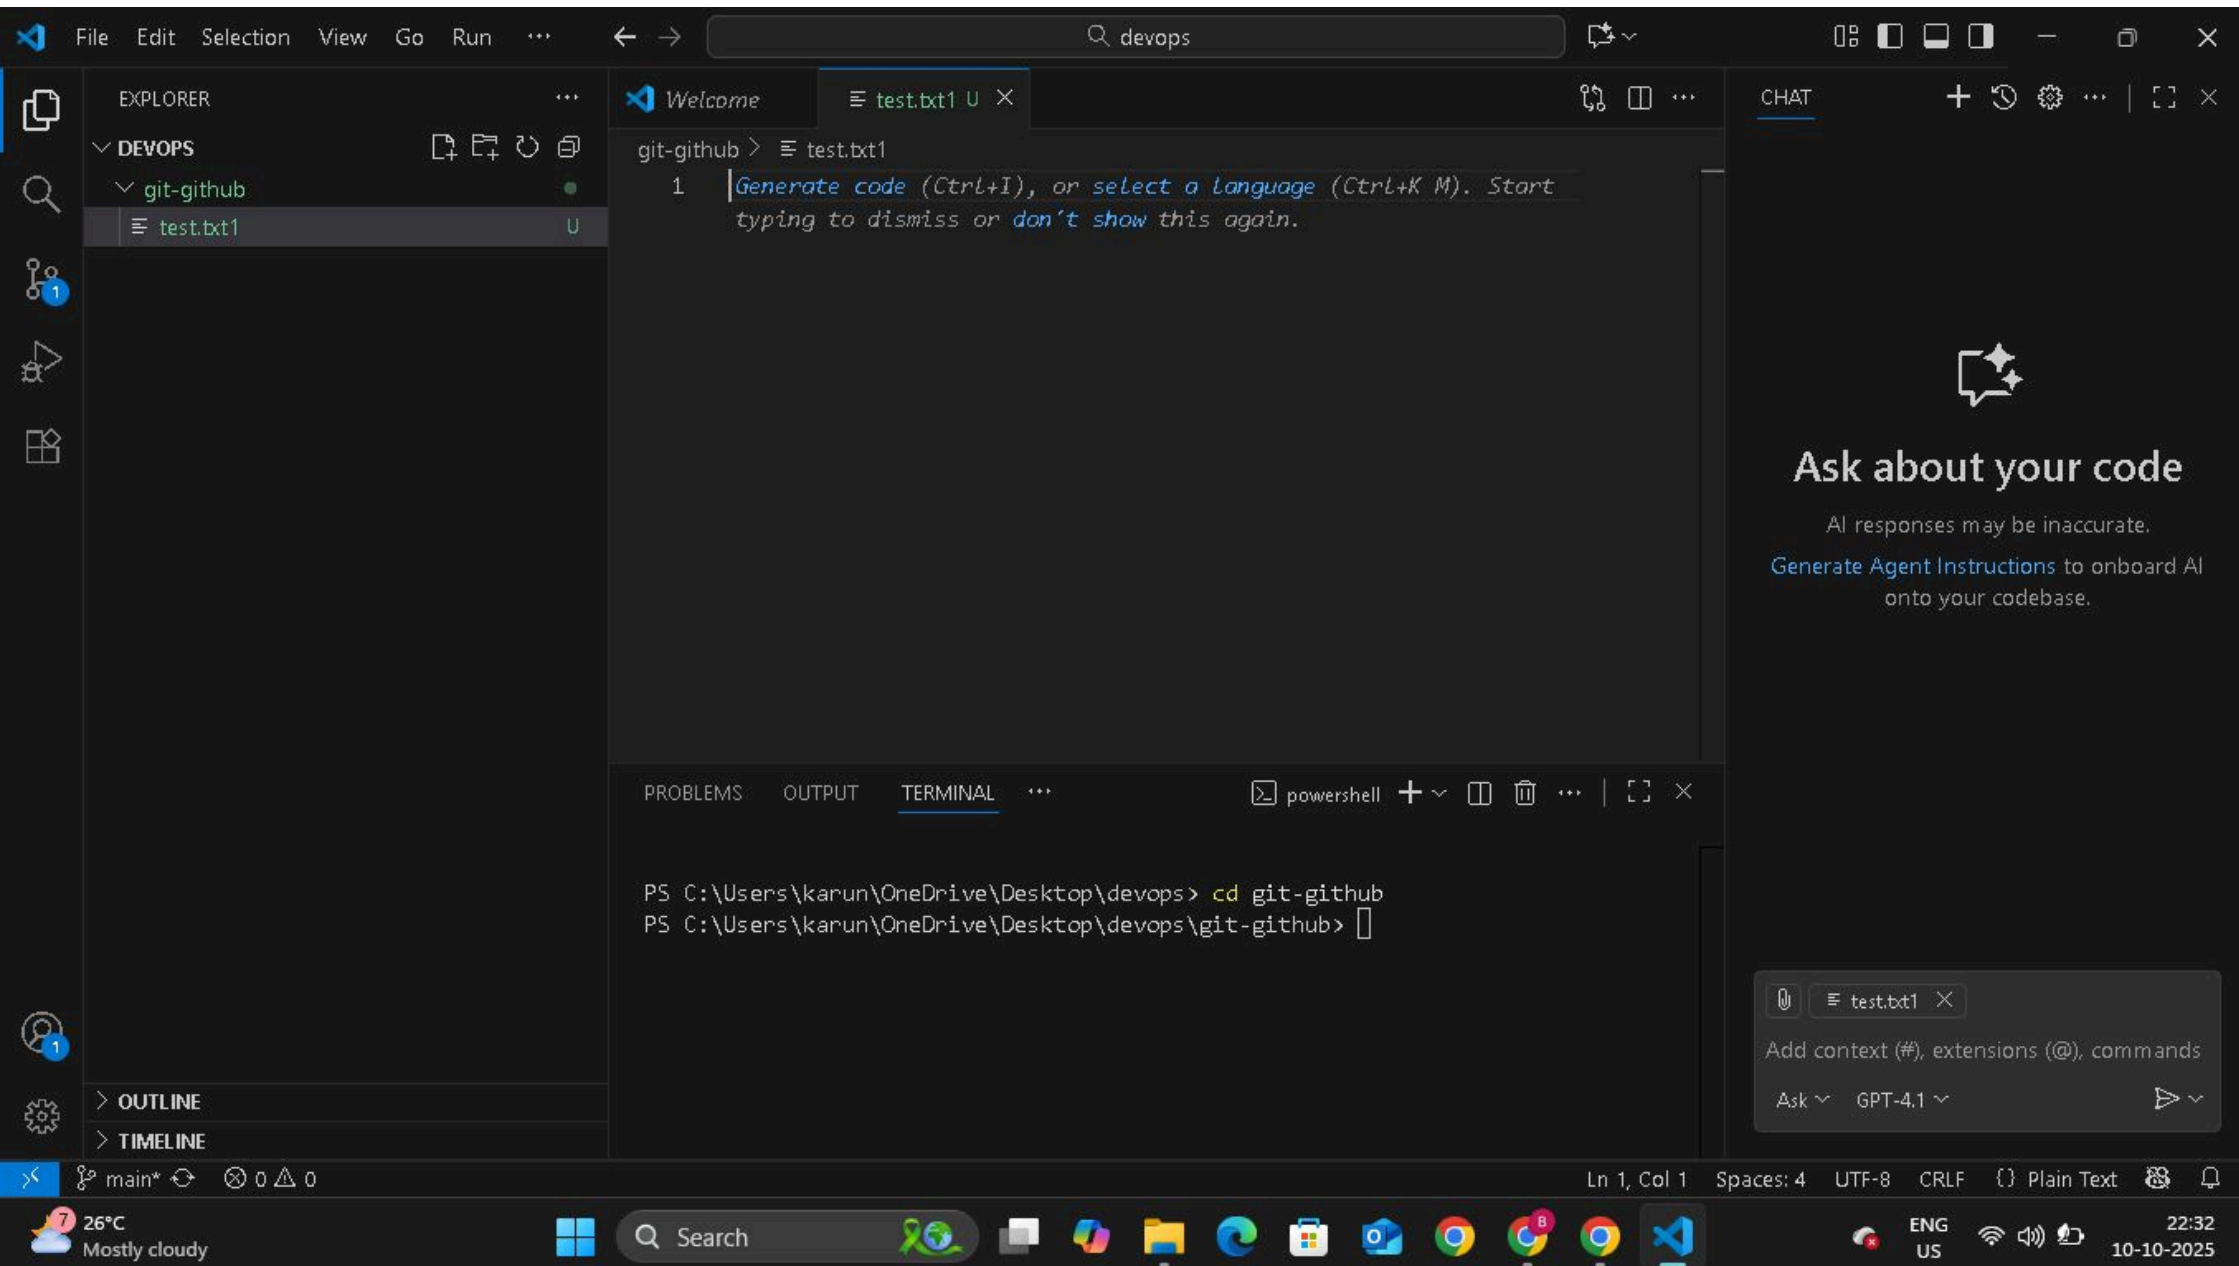 File Edit Selection View Go Run ···
devops
EXPLORER
DEVOPS
git-github
test.txt1 U
Welcome
test.txt1 U
git-github > test.txt1
1 Generate code (Ctrl+I), or select a language (Ctrl+K M). Start
typing to dismiss or don't show this again.
CHAT
Ask about your code
AI responses may be inaccurate.
Generate Agent Instructions to onboard AI
onto your codebase.
PROBLEMS OUTPUT TERMINAL ···
powershell
PS C:\Users\karun\OneDrive\Desktop\devops> cd git-github
PS C:\Users\karun\OneDrive\Desktop\devops\git-github>
test.txt1
Add context (#), extensions (@), commands
Ask GPT-4.1
1
1
OUTLINE
TIMELINE
main* 0 0
Ln 1, Col 1 Spaces: 4 UTF-8 CRLF {} Plain Text
7
26°C
Mostly cloudy
Search
B
ENG
US
22:32
10-10-2025